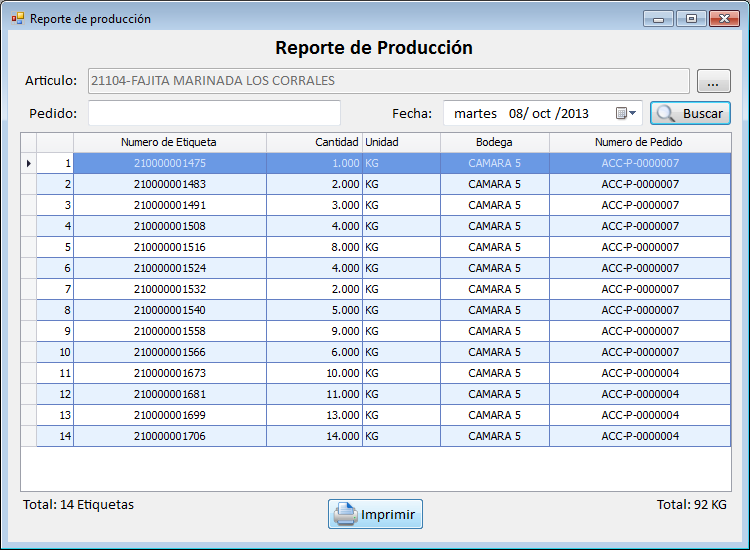 Reporte de producción
Reporte de Producción
Articulo: 21104-FAJITA MARINADA LOS CORRALES ...
Pedido: Fecha: martes 08/ oct /2013 Buscar
Numero de Etiqueta Cantidad Unidad Bodega Numero de Pedido
1 210000001475 1.000 KG CAMARA 5 ACC-P-0000007
2 210000001483 2.000 KG CAMARA 5 ACC-P-0000007
3 210000001491 3.000 KG CAMARA 5 ACC-P-0000007
4 210000001508 4.000 KG CAMARA 5 ACC-P-0000007
5 210000001516 8.000 KG CAMARA 5 ACC-P-0000007
6 210000001524 4.000 KG CAMARA 5 ACC-P-0000007
7 210000001532 2.000 KG CAMARA 5 ACC-P-0000007
8 210000001540 5.000 KG CAMARA 5 ACC-P-0000007
9 210000001558 9.000 KG CAMARA 5 ACC-P-0000007
10 210000001566 6.000 KG CAMARA 5 ACC-P-0000007
11 210000001673 10.000 KG CAMARA 5 ACC-P-0000004
12 210000001681 11.000 KG CAMARA 5 ACC-P-0000004
13 210000001699 13.000 KG CAMARA 5 ACC-P-0000004
14 210000001706 14.000 KG CAMARA 5 ACC-P-0000004
Total: 14 Etiquetas Total: 92 KG
Imprimir